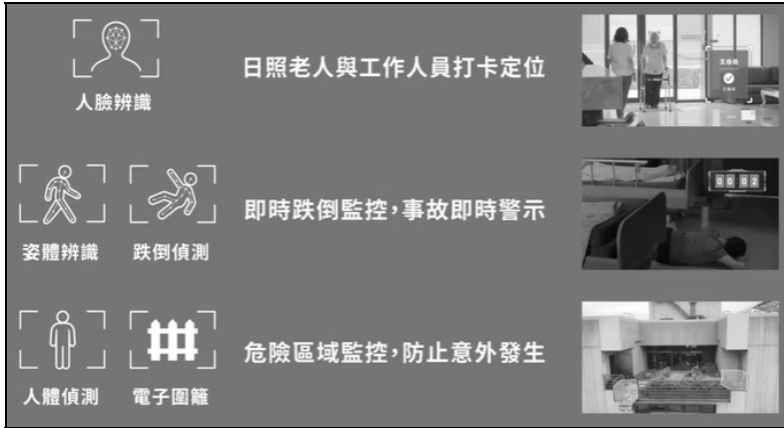 人臉辨識
日照老人與工作人員打卡定位
姿體辨識
跌倒偵測
即時跌倒監控,事故即時警示
00 02
人體偵測
電子圍籬
危險區域監控,防止意外發生